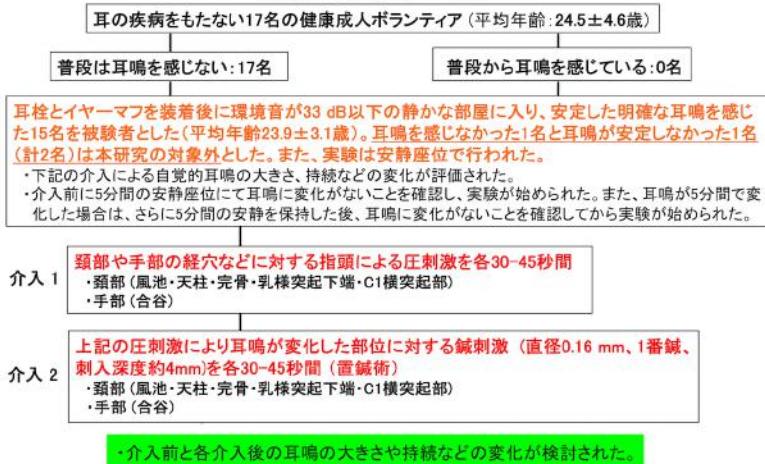 耳の疾病をもたない17名の健康成人ボランティア（平均年齢：24.5±4.6歳）
普段は耳鳴を感じない：17名
普段から耳鳴を感じている：0名
耳栓とイヤーマフを装着後に環境音が33 dB以下の静かな部屋に入り、安定した明確な耳鳴を感じ
た15名を被験者とした（平均年齢23.9±3.1歳）。耳鳴を感じなかった1名と耳鳴が安定しなかった1名
（計2名）は本研究の対象外とした。また、実験は安静座位で行われた。
・下記の介入による自覚的耳鳴の大きさ、持続などの変化が評価された。
・介入前に5分間の安静座位にて耳鳴に変化がないことを確認し、実験が始められた。また、耳鳴が5分間で変
化した場合は、さらに5分間の安静を保持した後、耳鳴に変化がないことを確認してから実験が始められた。
介入 1
頚部や手部の経穴などに対する指頭による圧刺激を各30-45秒間
・頚部（風池・天柱・完骨・乳様突起下端・C1横突起部）
・手部（合谷）
介入 2
上記の圧刺激により耳鳴が変化した部位に対する鍼刺激（直径0.16 mm、1番鍼、
刺入深度約4mm)を各30-45秒間（置鍼術）
・頚部（風池・天柱・完骨・乳様突起下端・C1横突起部）
・手部（合谷）
・介入前と各介入後の耳鳴の大きさや持続などの変化が検討された。